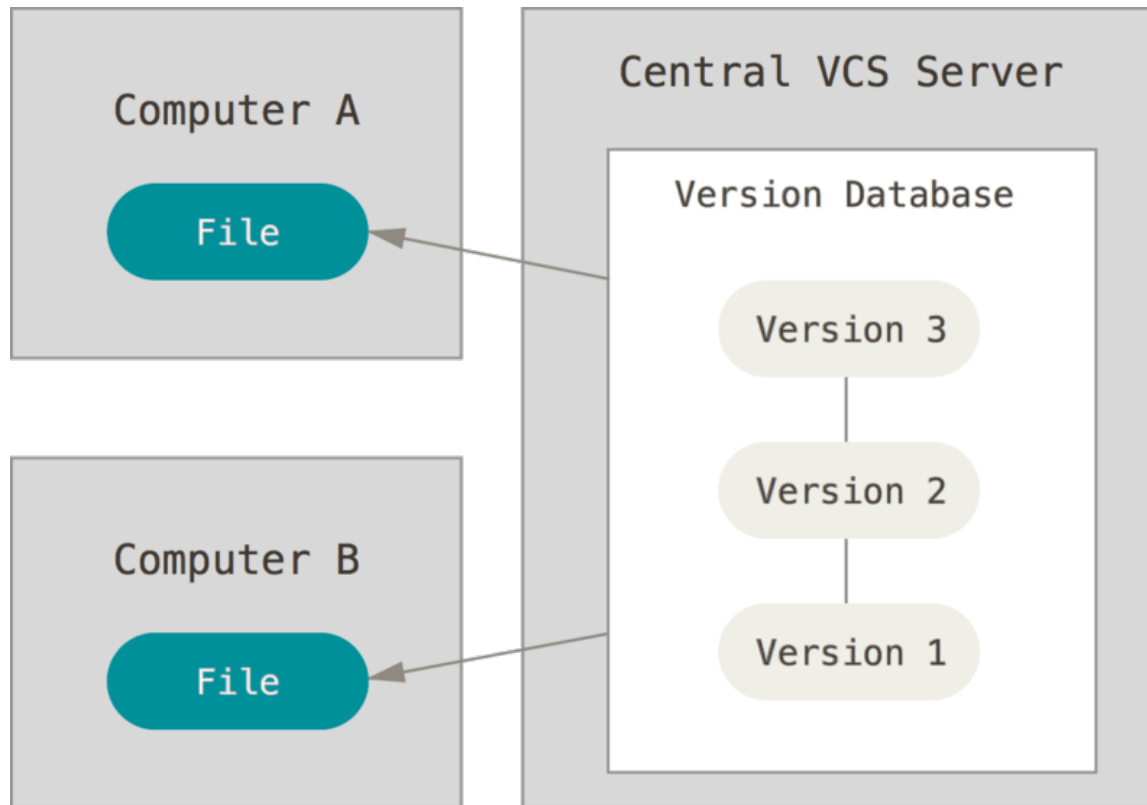 Computer A
File
Computer B
File
Central VCS Server
Version Database
Version 3
Version 2
Version 1